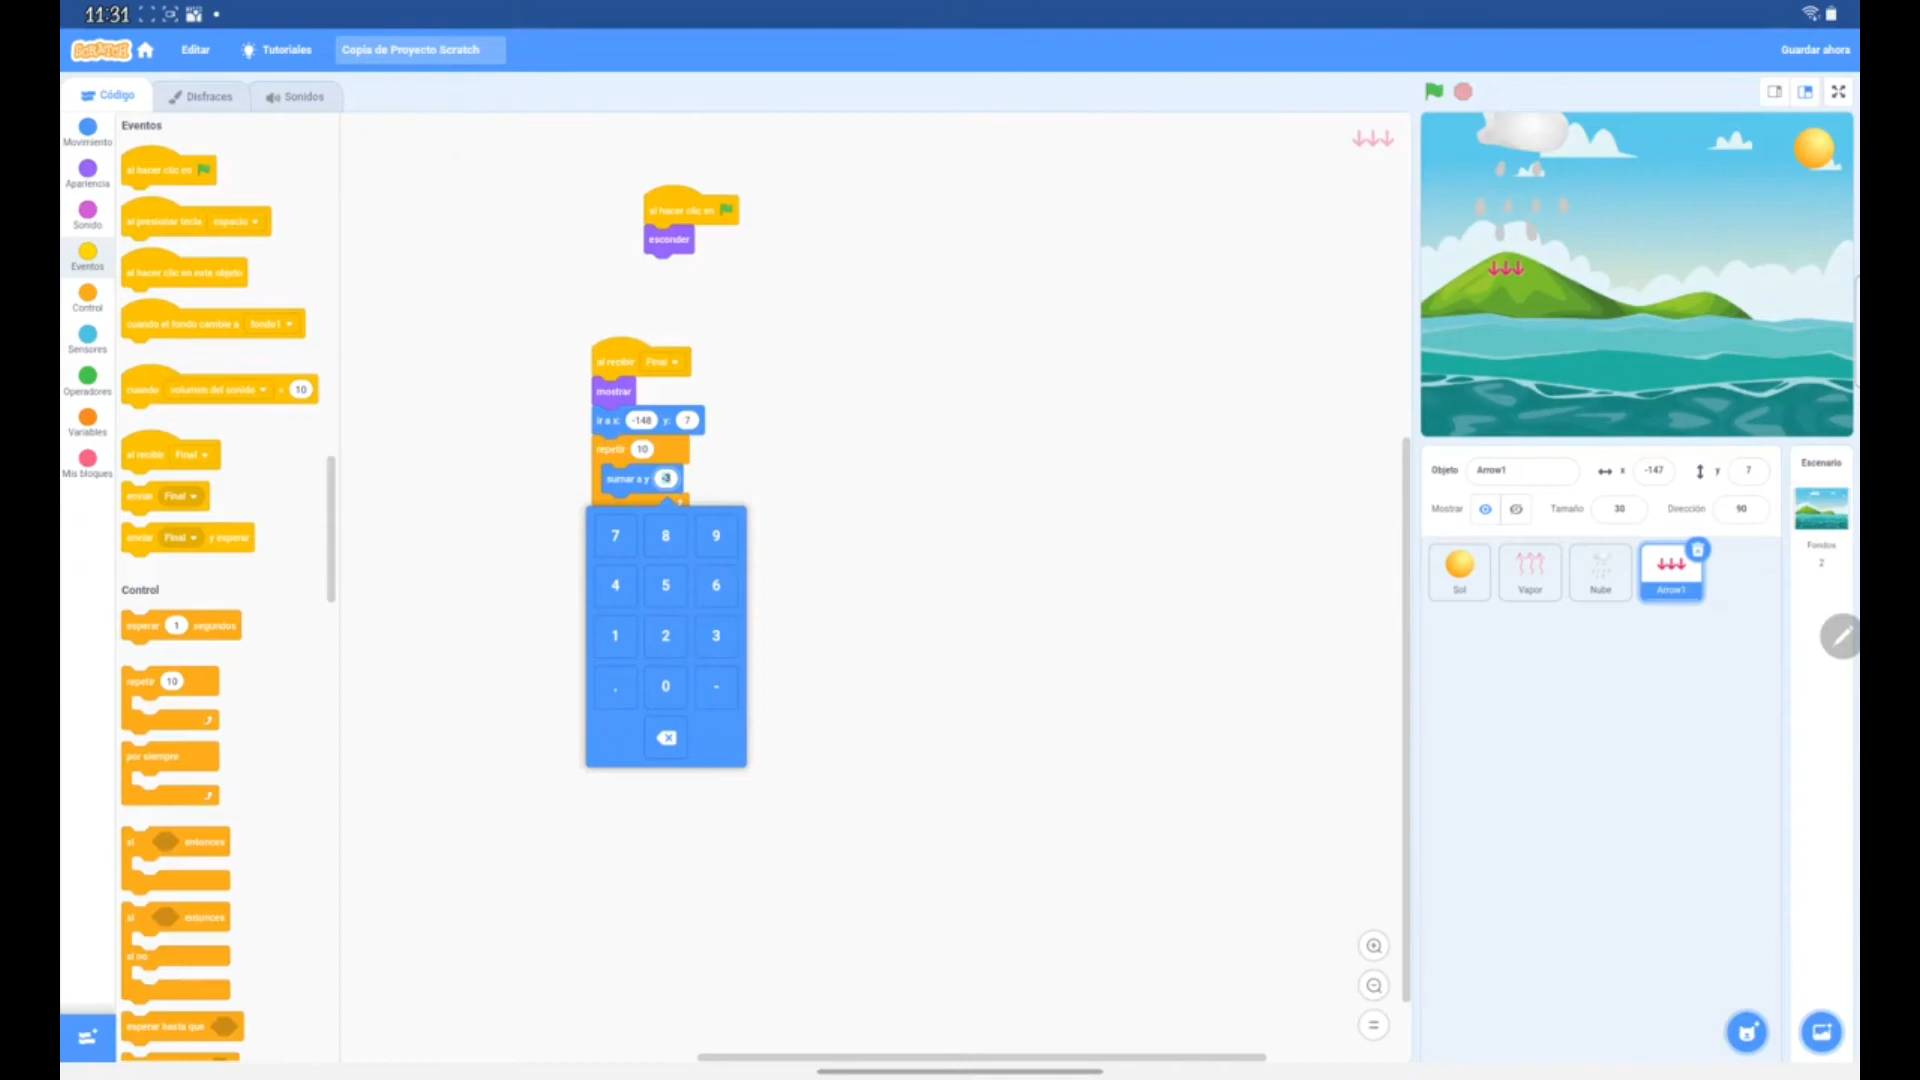 11:31
SCRATCH
Editar
Tutoriales
Copia de Proyecto Scratch
Guardar ahora
Código
Disfraces
Sonidos
Movimiento
Apariencia
Sonido
Eventos
Control
Sensores
Operadores
Variables
Mis bloques
Eventos
al hacer clic en
al presionar tecla espacio
al hacer clic en este objeto
cuando el fondo cambie a fondo1
cuando volumen del sonido > 10
al recibir Final
enviar Final
enviar Final y esperar
Control
esperar 1 segundos
repetir 10
por siempre
si entonces
si entonces
si no
esperar hasta que
al hacer clic en
esconder
al recibir Final
mostrar
ir a x: -148 y: 7
repetir 10
sumar a y -3
7 8 9
4 5 6
1 2 3
. 0 -
Objeto Arrow1 x -147 y 7
Mostrar Tamaño 30 Dirección 90
Sol
Vapor
Nube
Arrow1
Escenario
Fondos
2